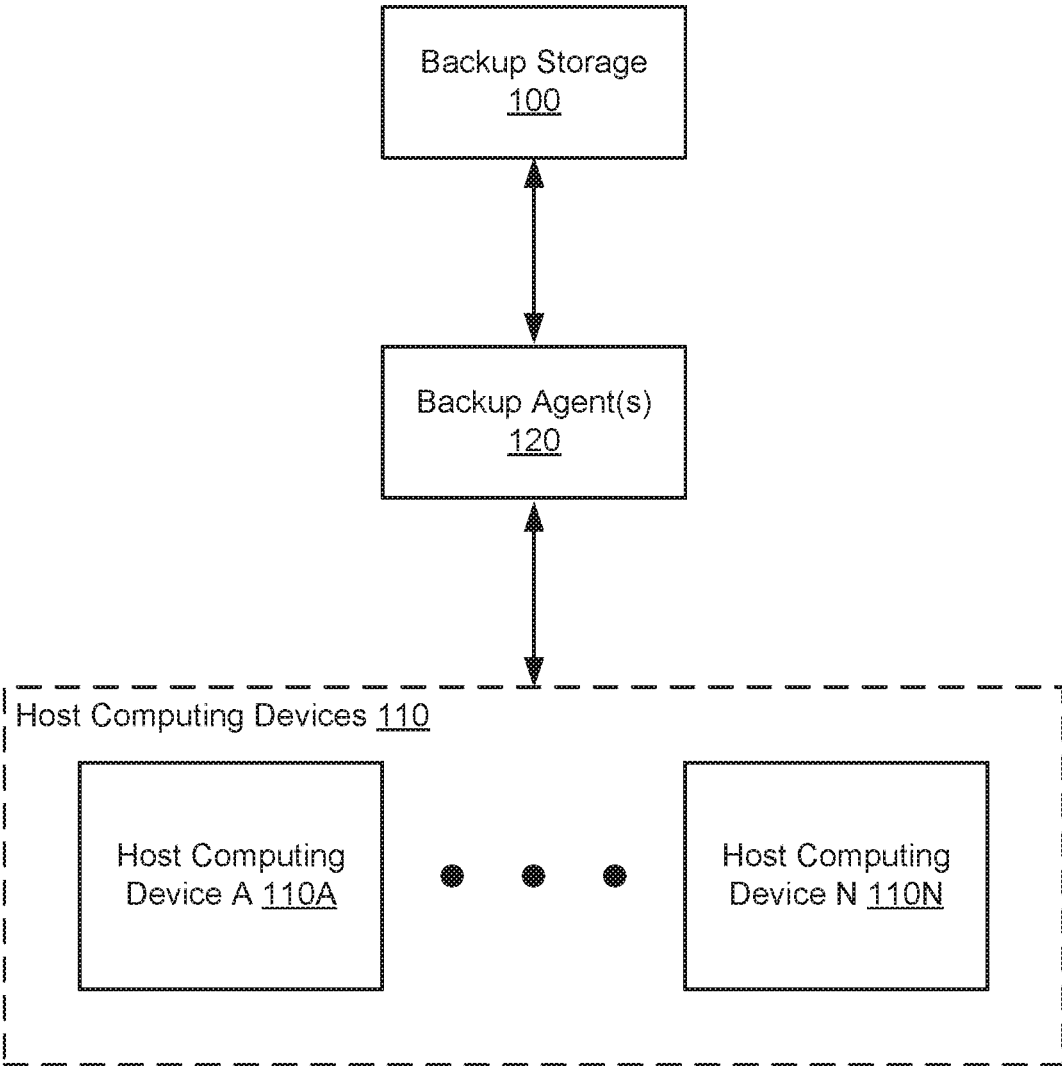 Backup Storage
100
Backup Agent(s)
120
Host Computing Devices 110
Host Computing
Device A 110A
Host Computing
Device N 110N